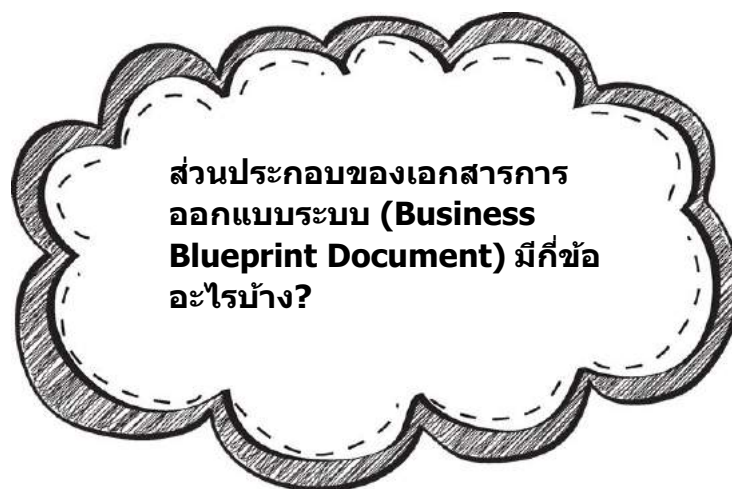 ส่วนประกอบของเอกสารการ
ออกแบบระบบ (Business
Blueprint Document) มีกี่ข้อ
อะไรบ้าง?